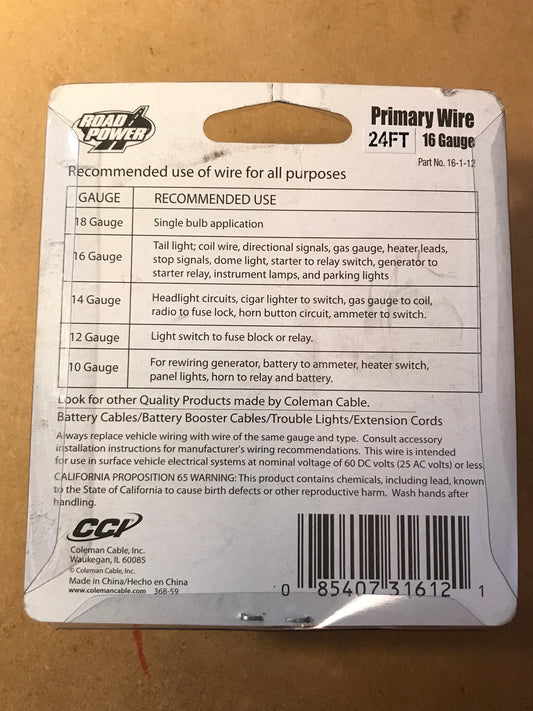 ROAD
POWER
Primary Wire
24FT 16 Gauge
Part No. 16-1-12
Recommended use of wire for all purposes
GAUGE RECOMMENDED USE
18 Gauge Single bulb application
16 Gauge Tail light; coil wire, directional signals, gas gauge, heater leads,
stop signals, dome light, starter to relay switch, generator to
starter relay, instrument lamps, and parking lights
14 Gauge Headlight circuits, cigar lighter to switch, gas gauge to coil,
radio to fuse lock, horn button circuit, ammeter to switch.
12 Gauge Light switch to fuse block or relay.
10 Gauge For rewiring generator, battery to ammeter, heater switch,
panel lights, horn to relay and battery.
Look for other Quality Products made by Coleman Cable.
Battery Cables/Battery Booster Cables/Trouble Lights/Extension Cords
Always replace vehicle wiring with wire of the same gauge and type. Consult accessory
installation instructions for manufacturer's wiring recommendations. This wire is intended
for use in surface vehicle electrical systems at nominal voltage of 60 DC volts (25 AC volts) or less.
CALIFORNIA PROPOSITION 65 WARNING: This product contains chemicals, including lead, known
to the State of California to cause birth defects or other reproductive harm. Wash hands after
handling.
CCI
Coleman Cable, Inc.
Waukegan, IL 60085
© Coleman Cable, Inc.
Made in China/Hecho en China
www.colemancable.com 368-59
0 85407 31612 1